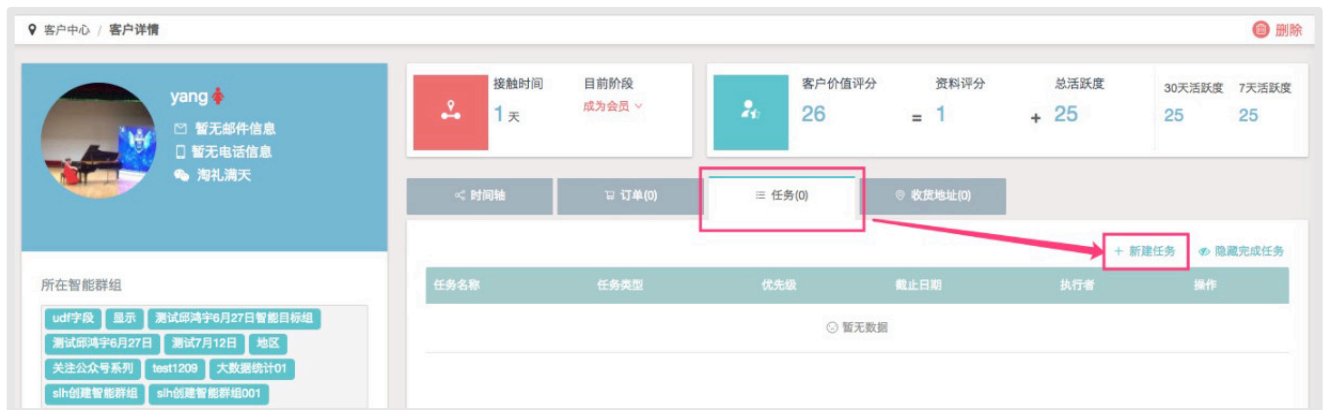 客户中心 / 客户详情
删除
yang
暂无邮件信息
暂无电话信息
淘礼满天
接触时间 目前阶段
1 天 成为会员
客户价值评分 资料评分 总活跃度 30天活跃度 7天活跃度
26 = 1 + 25 25 25
时间轴 订单(0) 任务(0) 收货地址(0)
+ 新建任务 隐藏完成任务
任务名称 任务类型 优先级 截止日期 执行者 操作
暂无数据
所在智能群组
udf字段 显示 测试邱鸿宇6月27日智能目标组
测试邱鸿宇6月27日 测试7月12日 地区
关注公众号系列 test1209 大数据统计01
slh创建智能群组 slh创建智能群组001